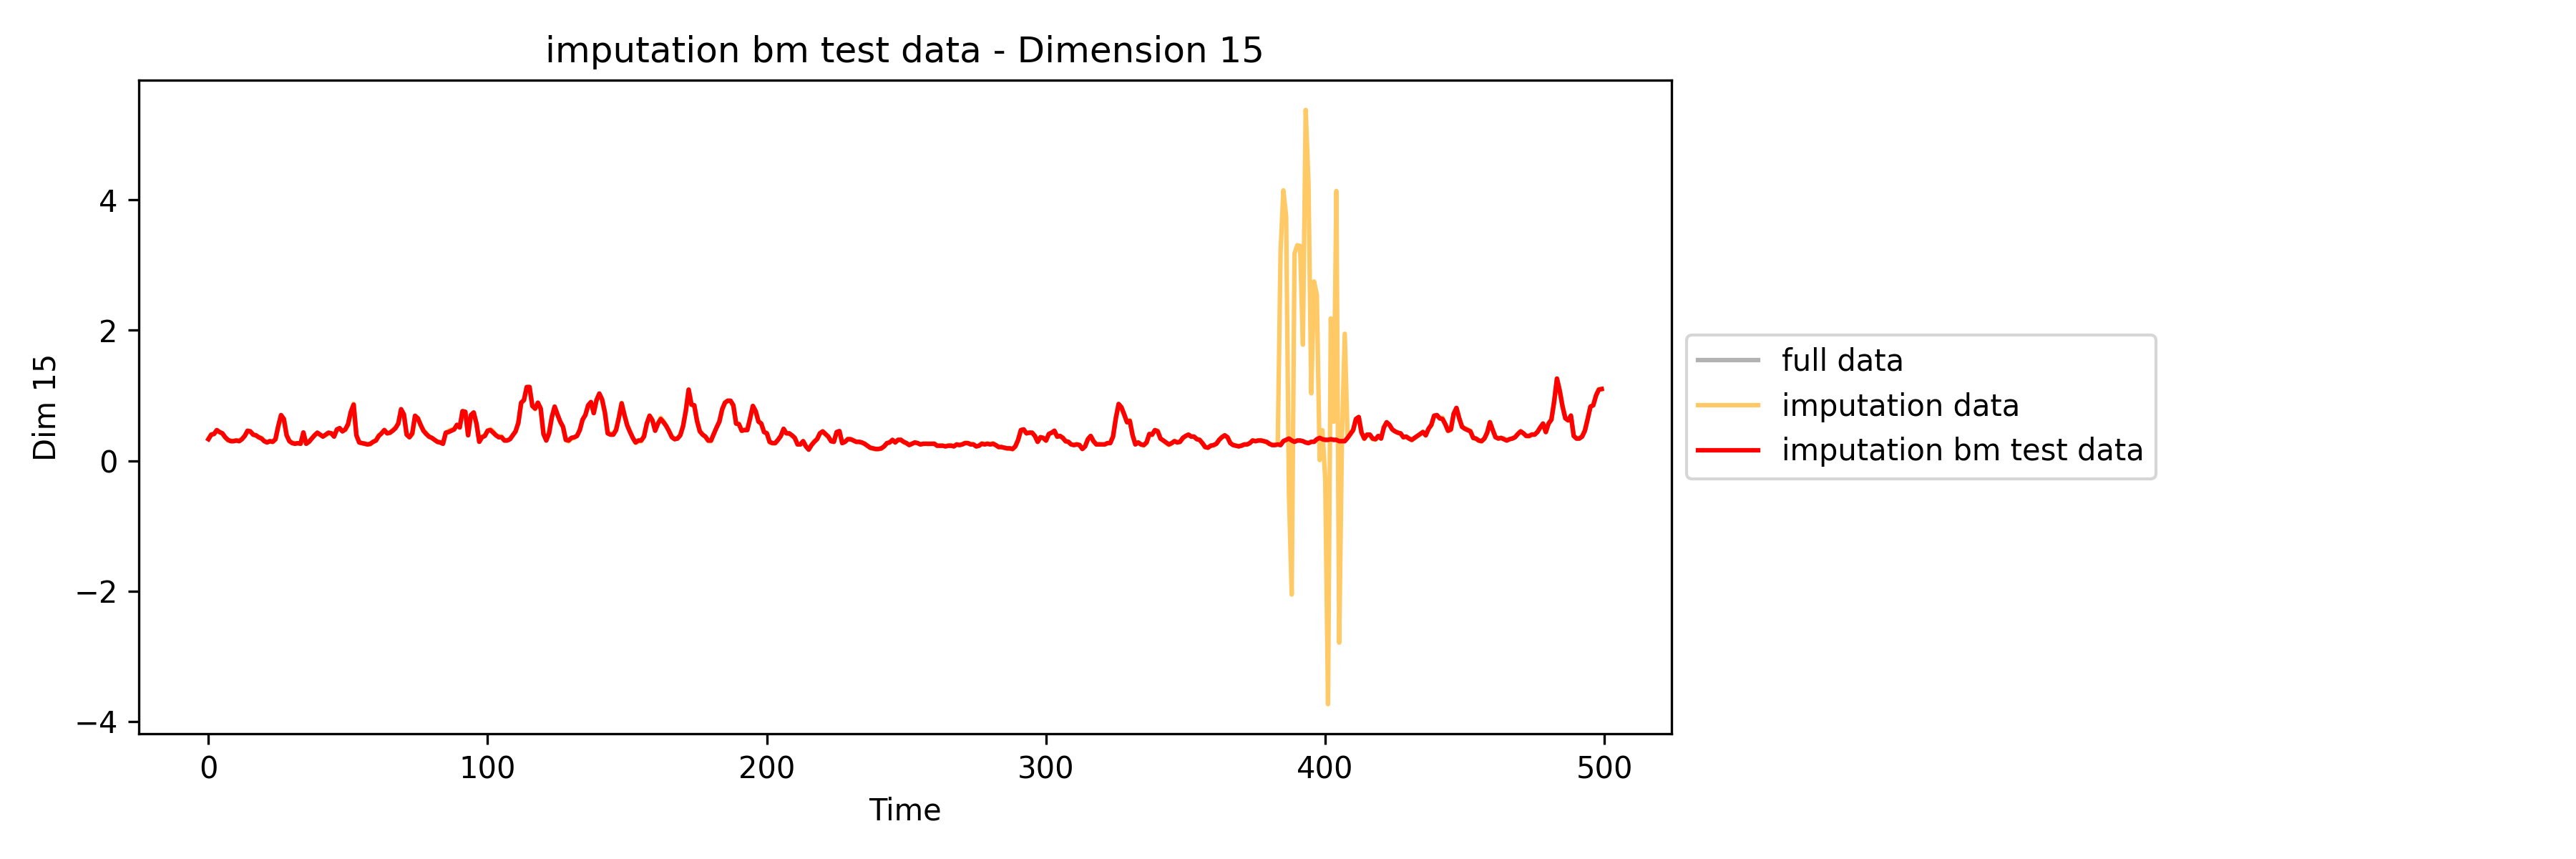 imputation bm test data - Dimension 15
Dim 15
4
2
0
−2
−4
0 100 200 300 400 500
Time
full data
imputation data
imputation bm test data